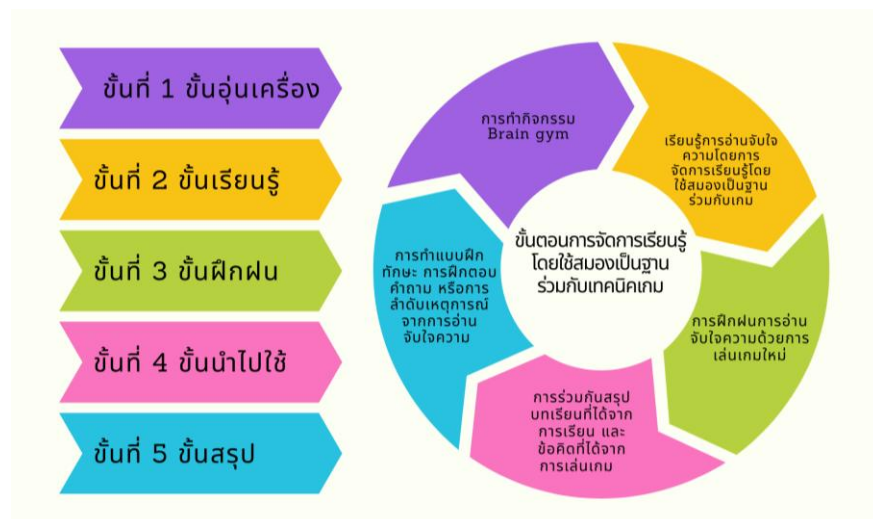 ขั้นที่ 1 ขั้นอุ่นเครื่อง
ขั้นที่ 2 ขั้นเรียนรู้
ขั้นที่ 3 ขั้นฝึกฝน
ขั้นที่ 4 ขั้นนำไปใช้
ขั้นที่ 5 ขั้นสรุป
การทำกิจกรรม
Brain gym
เรียนรู้การอ่านจับใจ
ความโดยการ
จัดการเรียนรู้โดย
ใช้สมองเป็นฐาน
ร่วมกับเกม
การฝึกฝนการอ่าน
จับใจความด้วยการ
เล่นเกมใหม่
การร่วมกันสรุป
บทเรียนที่ได้จาก
การเรียน และ
ข้อคิดที่ได้จาก
การเล่นเกม
การทำแบบฝึก
ทักษะ การฝึกตอบ
คำถาม หรือการ
ลำดับเหตุการณ์
จากการอ่าน
จับใจความ
ขั้นตอนการจัดการเรียนรู้
โดยใช้สมองเป็นฐาน
ร่วมกับเทคนิคเกม